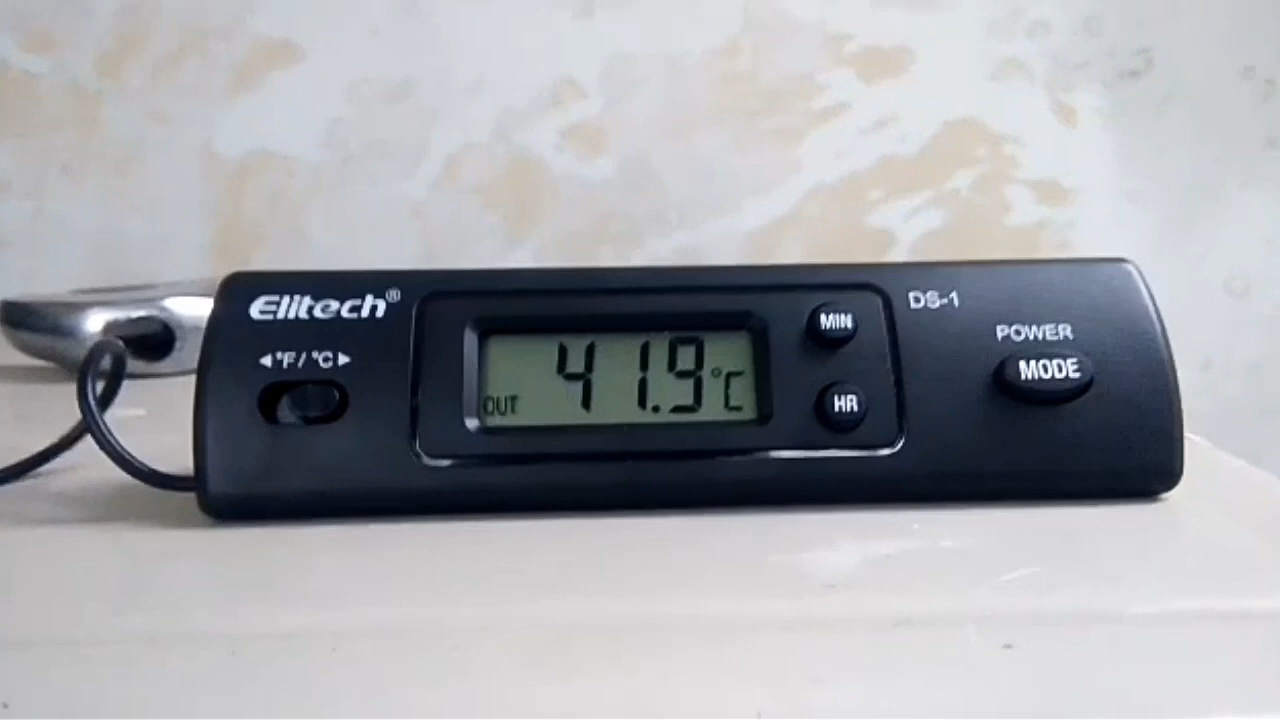 Elitech®
◄°F/°C►
OUT 41.9°C
MIN
HR
DS-1
POWER
MODE